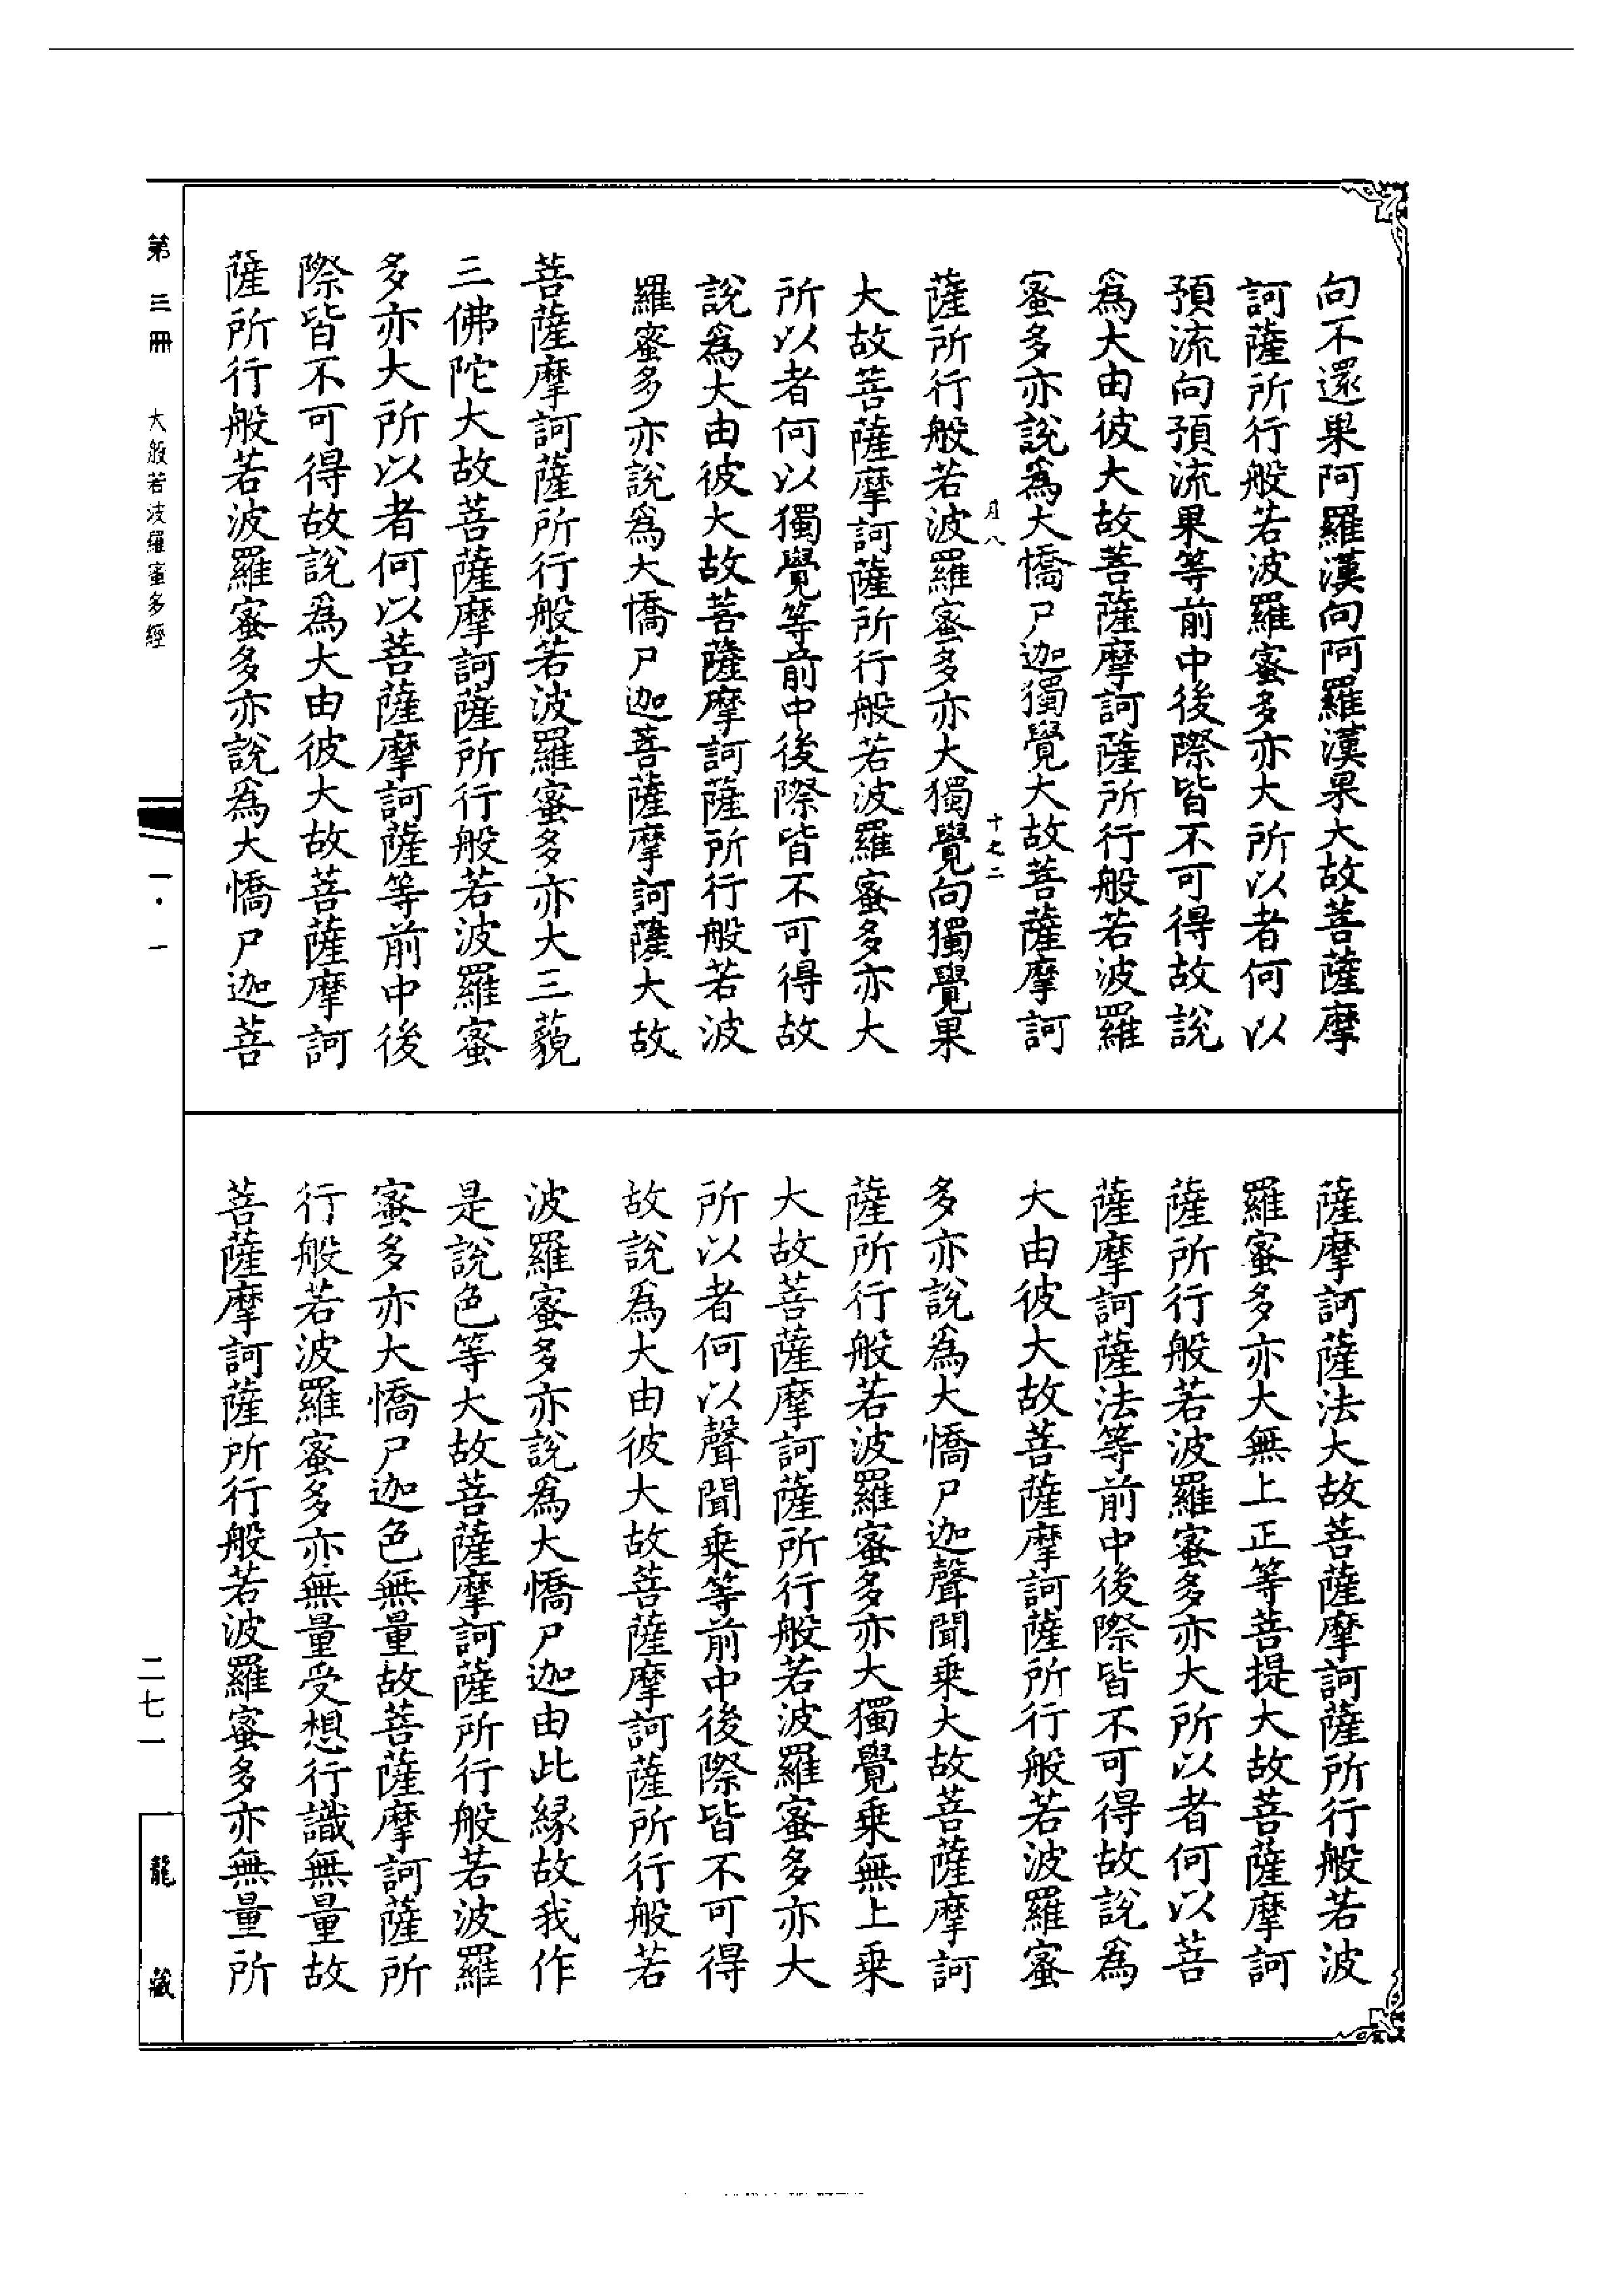 向不還果阿羅漢向阿羅漢果大故菩薩摩
訶薩所行般若波羅蜜多亦大所以者何以
預流向預流果等前中後際皆不可得故說
爲大由彼大故菩薩摩訶薩所行般若波羅
蜜多亦說爲大憍尸迦獨覺大故菩薩摩訶
月八
十七二
薩所行般若波羅蜜多亦大獨覺向獨覺果
大故菩薩摩訶薩所行般若波羅蜜多亦大
所以者何以獨覺等前中後際皆不可得故
說爲大由彼大故菩薩摩訶薩所行般若波
羅蜜多亦說爲大憍尸迦菩薩摩訶薩大故
菩薩摩訶薩所行般若波羅蜜多亦大三藐
三佛陀大故菩薩摩訶薩所行般若波羅蜜
多亦大所以者何以菩薩摩訶薩等前中後
際皆不可得故說爲大由彼大故菩薩摩訶
薩所行般若波羅蜜多亦說爲大憍尸迦菩
薩摩訶薩法大故菩薩摩訶薩所行般若波
羅蜜多亦大無上正等菩提大故菩薩摩訶
薩所行般若波羅蜜多亦大所以者何以菩
薩摩訶薩法等前中後際皆不可得故說爲
大由彼大故菩薩摩訶薩所行般若波羅蜜
多亦說爲大憍尸迦聲聞乘大故菩薩摩訶
薩所行般若波羅蜜多亦大獨覺乘無上乘
大故菩薩摩訶薩所行般若波羅蜜多亦大
所以者何以聲聞乘等前中後際皆不可得
故說爲大由彼大故菩薩摩訶薩所行般若
波羅蜜多亦說爲大憍尸迦由此緣故我作
是說色等大故菩薩摩訶薩所行般若波羅
蜜多亦大憍尸迦色無量故菩薩摩訶薩所
行般若波羅蜜多亦無量受想行識無量故
菩薩摩訶薩所行般若波羅蜜多亦無量所
第三冊 大般若波羅蜜多經
一·一
二七一
龍藏